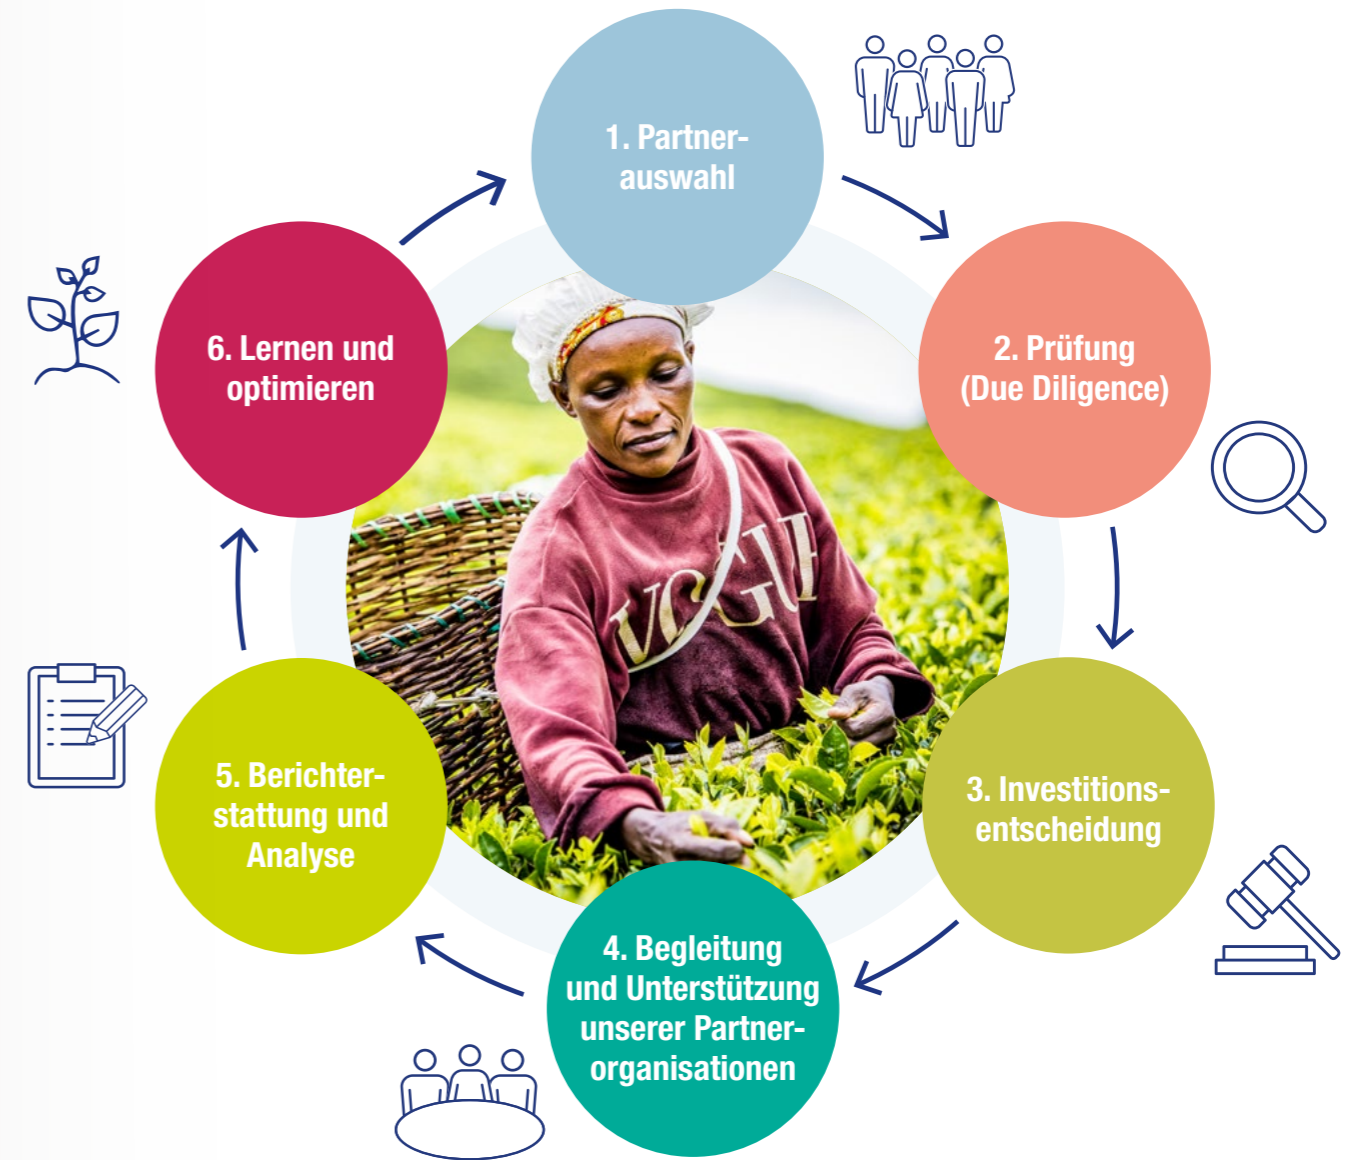 1. Partner-
auswahl
2. Prüfung
(Due Diligence)
3. Investitions-
entscheidung
4. Begleitung
und Unterstützung
unserer Partner-
organisationen
5. Berichter-
stattung und
Analyse
6. Lernen und
optimieren
VOGUE